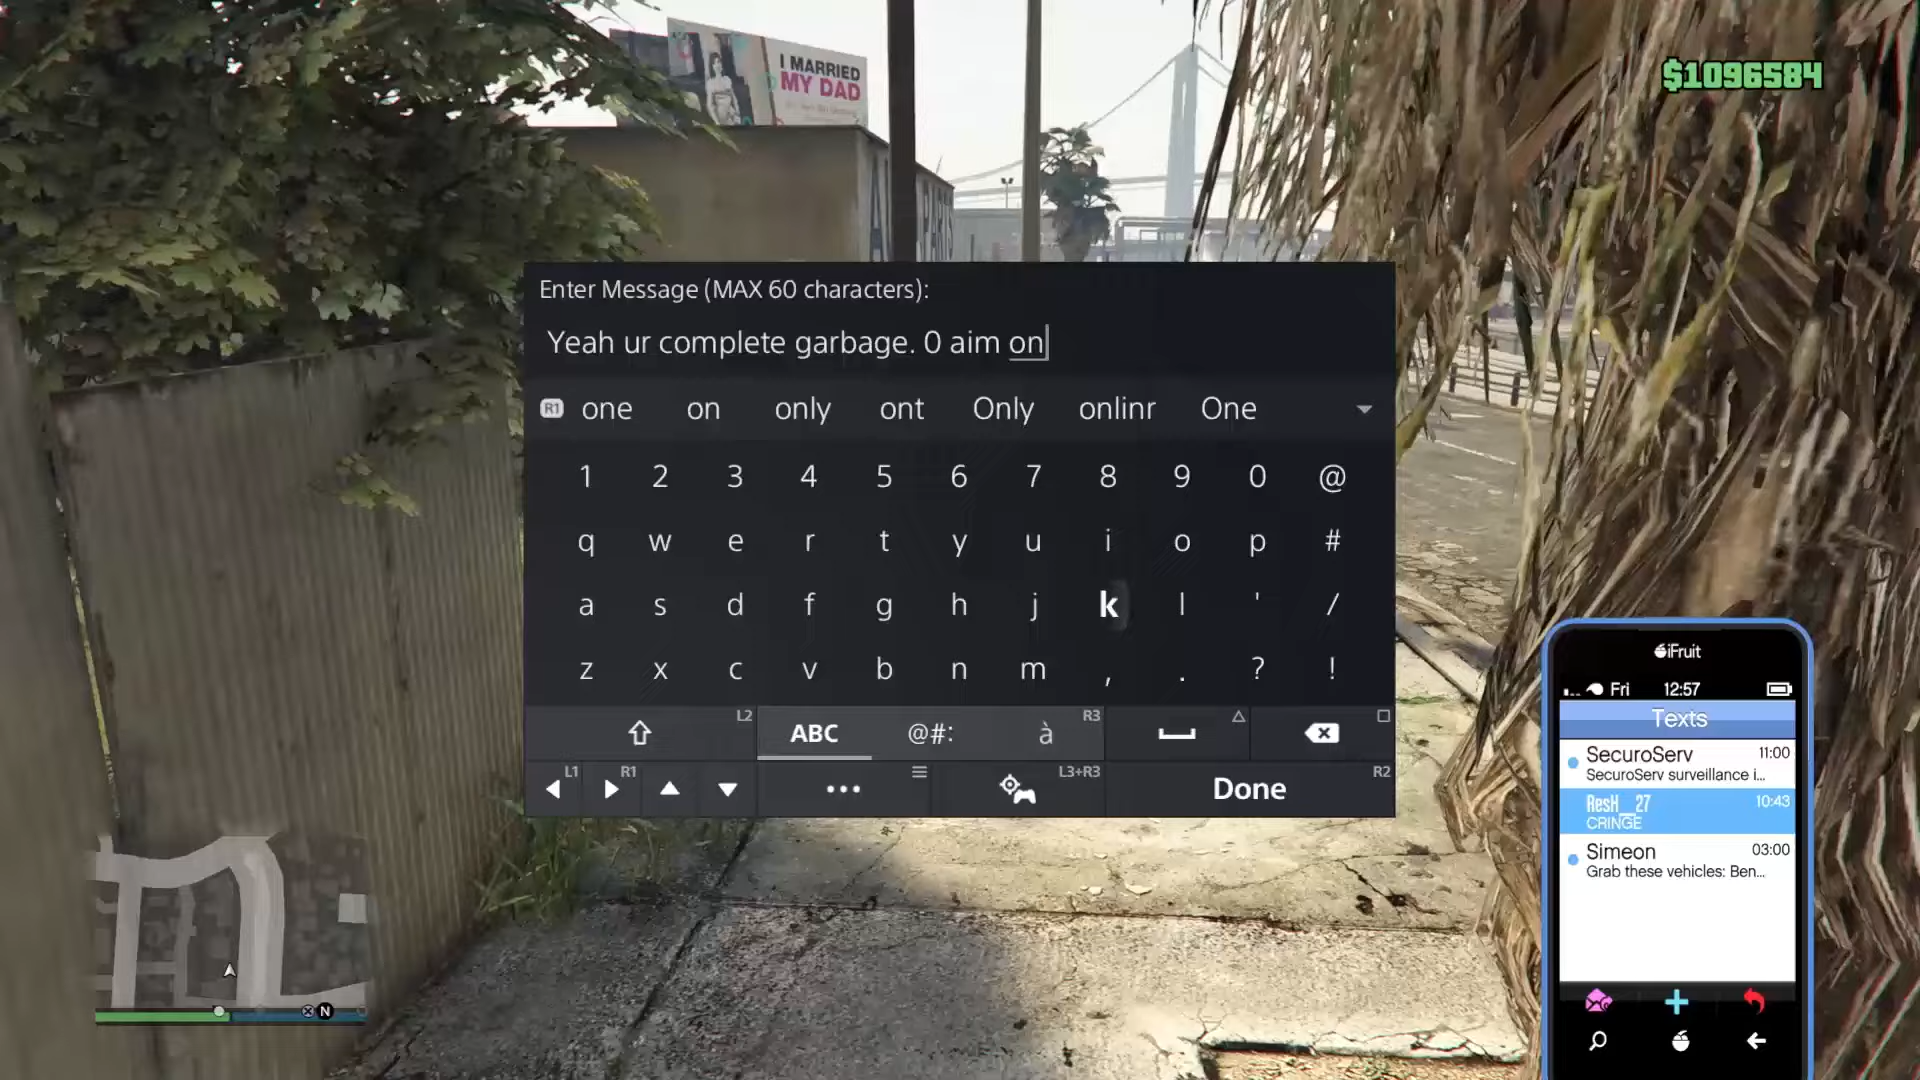 I MARRIED
MY DAD
$1096584
Enter Message (MAX 60 characters):
Yeah ur complete garbage. 0 aim on
R1 one on only ont Only onlinr One
1 2 3 4 5 6 7 8 9 0 @
q w e r t y u i o p #
a s d f g h j k l ' /
z x c v b n m , . ? !
L2 ABC @#: à R3
L1 R1 ... L3+R3 Done R2
iFruit
Fri 12:57
Texts
SecuroServ 11:00
SecuroServ surveillance i...
ResH__27 10:43
CRINGE
Simeon 03:00
Grab these vehicles: Ben...
N